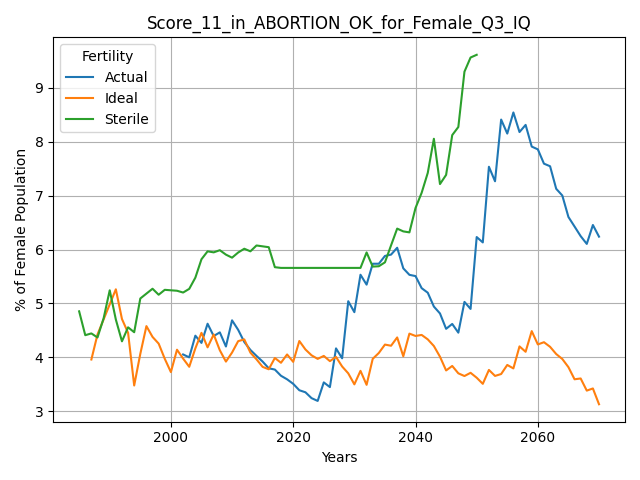 Score_11_in_ABORTION_OK_for_Female_Q3_IQ
Fertility
Actual
Ideal
Sterile
% of Female Population
9
8
7
6
5
4
3
2000
2020
2040
2060
Years